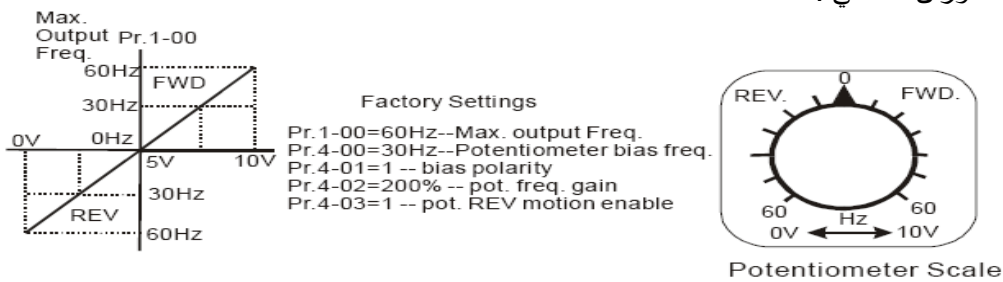 Max.
Output Pr.1-00
Freq.
60Hz
FWD
30Hz
0V
0Hz
5V
10V
30Hz
REV
60Hz
Factory Settings
Pr.1-00=60Hz--Max. output Freq.
Pr.4-00=30Hz--Potentiometer bias freq.
Pr.4-01=1 -- bias polarity
Pr.4-02=200% -- pot. freq. gain
Pr.4-03=1 -- pot. REV motion enable
0
REV.
FWD.
60
Hz
60
0V
10V
Potentiometer Scale